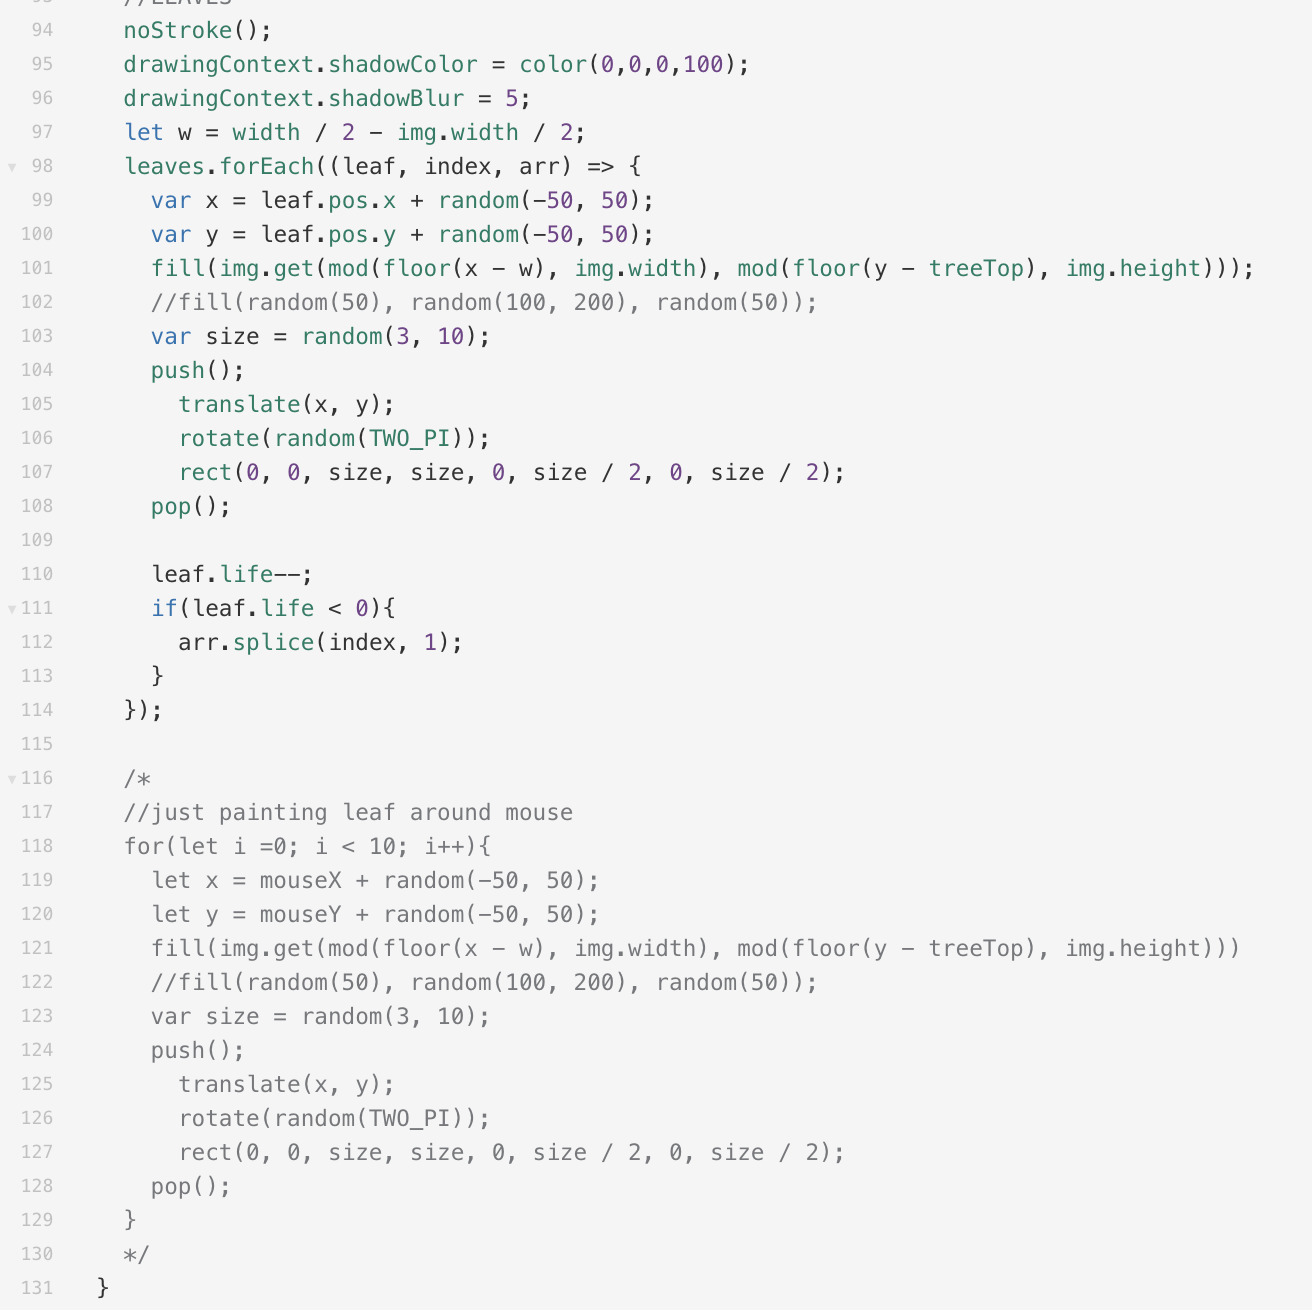 93 //LEAVES
94 noStroke();
95 drawingContext.shadowColor = color(0,0,0,100);
96 drawingContext.shadowBlur = 5;
97 let w = width / 2 - img.width / 2;
98 leaves.forEach((leaf, index, arr) => {
99 var x = leaf.pos.x + random(-50, 50);
100 var y = leaf.pos.y + random(-50, 50);
101 fill(img.get(mod(floor(x - w), img.width), mod(floor(y - treeTop), img.height)));
102 //fill(random(50), random(100, 200), random(50));
103 var size = random(3, 10);
104 push();
105 translate(x, y);
106 rotate(random(TWO_PI));
107 rect(0, 0, size, size, 0, size / 2, 0, size / 2);
108 pop();
109
110 leaf.life--;
111 if(leaf.life < 0){
112 arr.splice(index, 1);
113 }
114 });
115
116 /*
117 //just painting leaf around mouse
118 for(let i =0; i < 10; i++){
119 let x = mouseX + random(-50, 50);
120 let y = mouseY + random(-50, 50);
121 fill(img.get(mod(floor(x - w), img.width), mod(floor(y - treeTop), img.height)))
122 //fill(random(50), random(100, 200), random(50));
123 var size = random(3, 10);
124 push();
125 translate(x, y);
126 rotate(random(TWO_PI));
127 rect(0, 0, size, size, 0, size / 2, 0, size / 2);
128 pop();
129 }
130 */
131 }